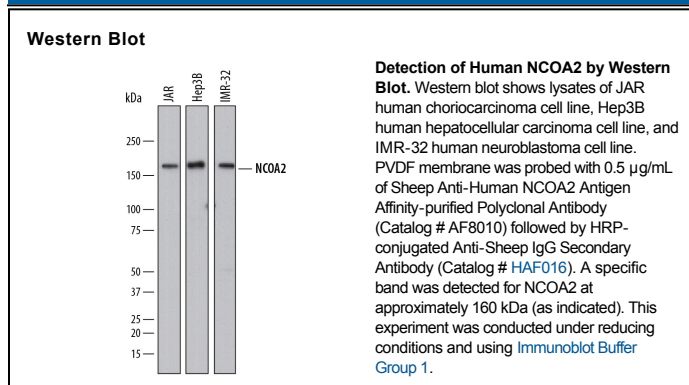 Western Blot
kDa
JAR
Hep3B
IMR-32
250
150
100
75
50
37
25
20
15
NCOA2
Detection of Human NCOA2 by Western
Blot. Western blot shows lysates of JAR
human choriocarcinoma cell line, Hep3B
human hepatocellular carcinoma cell line, and
IMR-32 human neuroblastoma cell line.
PVDF membrane was probed with 0.5 µg/mL
of Sheep Anti-Human NCOA2 Antigen
Affinity-purified Polyclonal Antibody
(Catalog # AF8010) followed by HRP-
conjugated Anti-Sheep IgG Secondary
Antibody (Catalog # HAF016). A specific
band was detected for NCOA2 at
approximately 160 kDa (as indicated). This
experiment was conducted under reducing
conditions and using Immunoblot Buffer
Group 1.